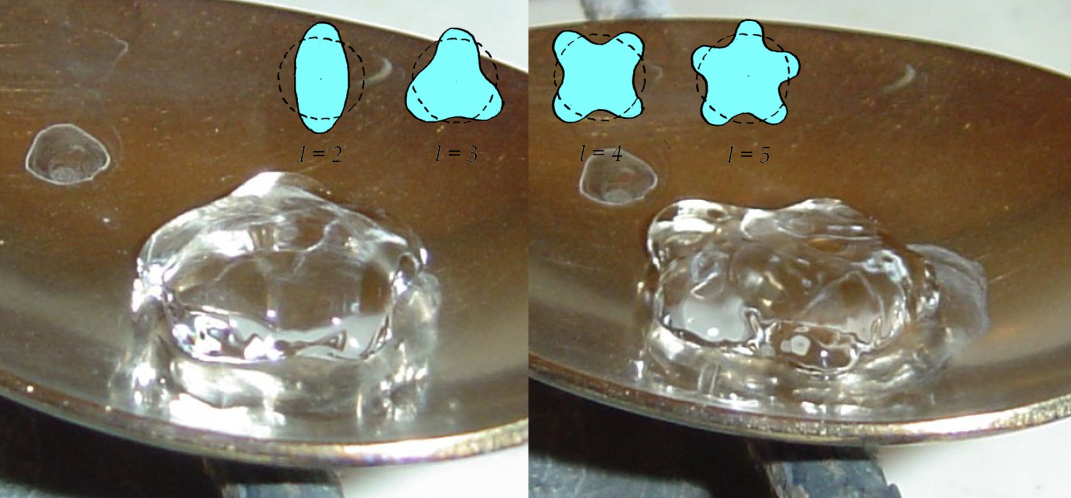 l = 2
l = 3
l = 4
l = 5